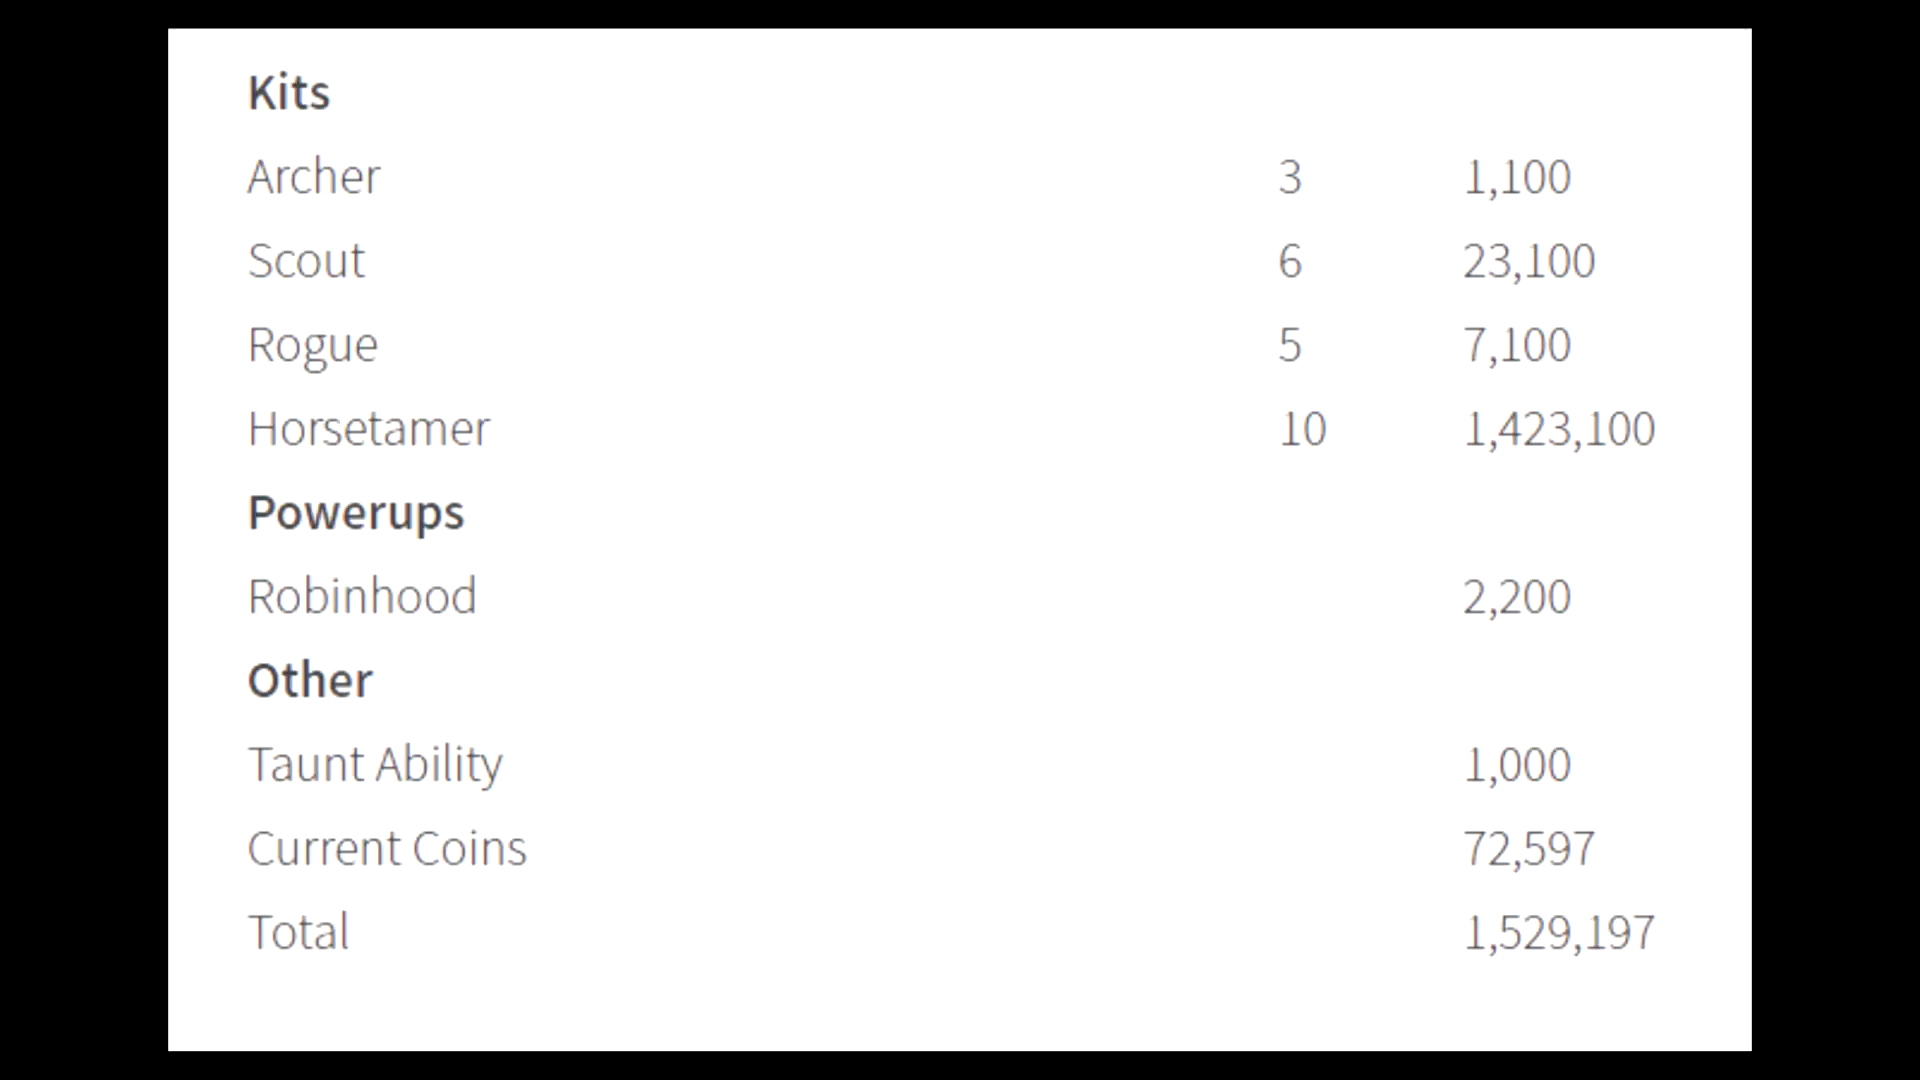 Kits
Archer 3 1,100
Scout 6 23,100
Rogue 5 7,100
Horsetamer 10 1,423,100
Powerups
Robinhood 2,200
Other
Taunt Ability 1,000
Current Coins 72,597
Total 1,529,197